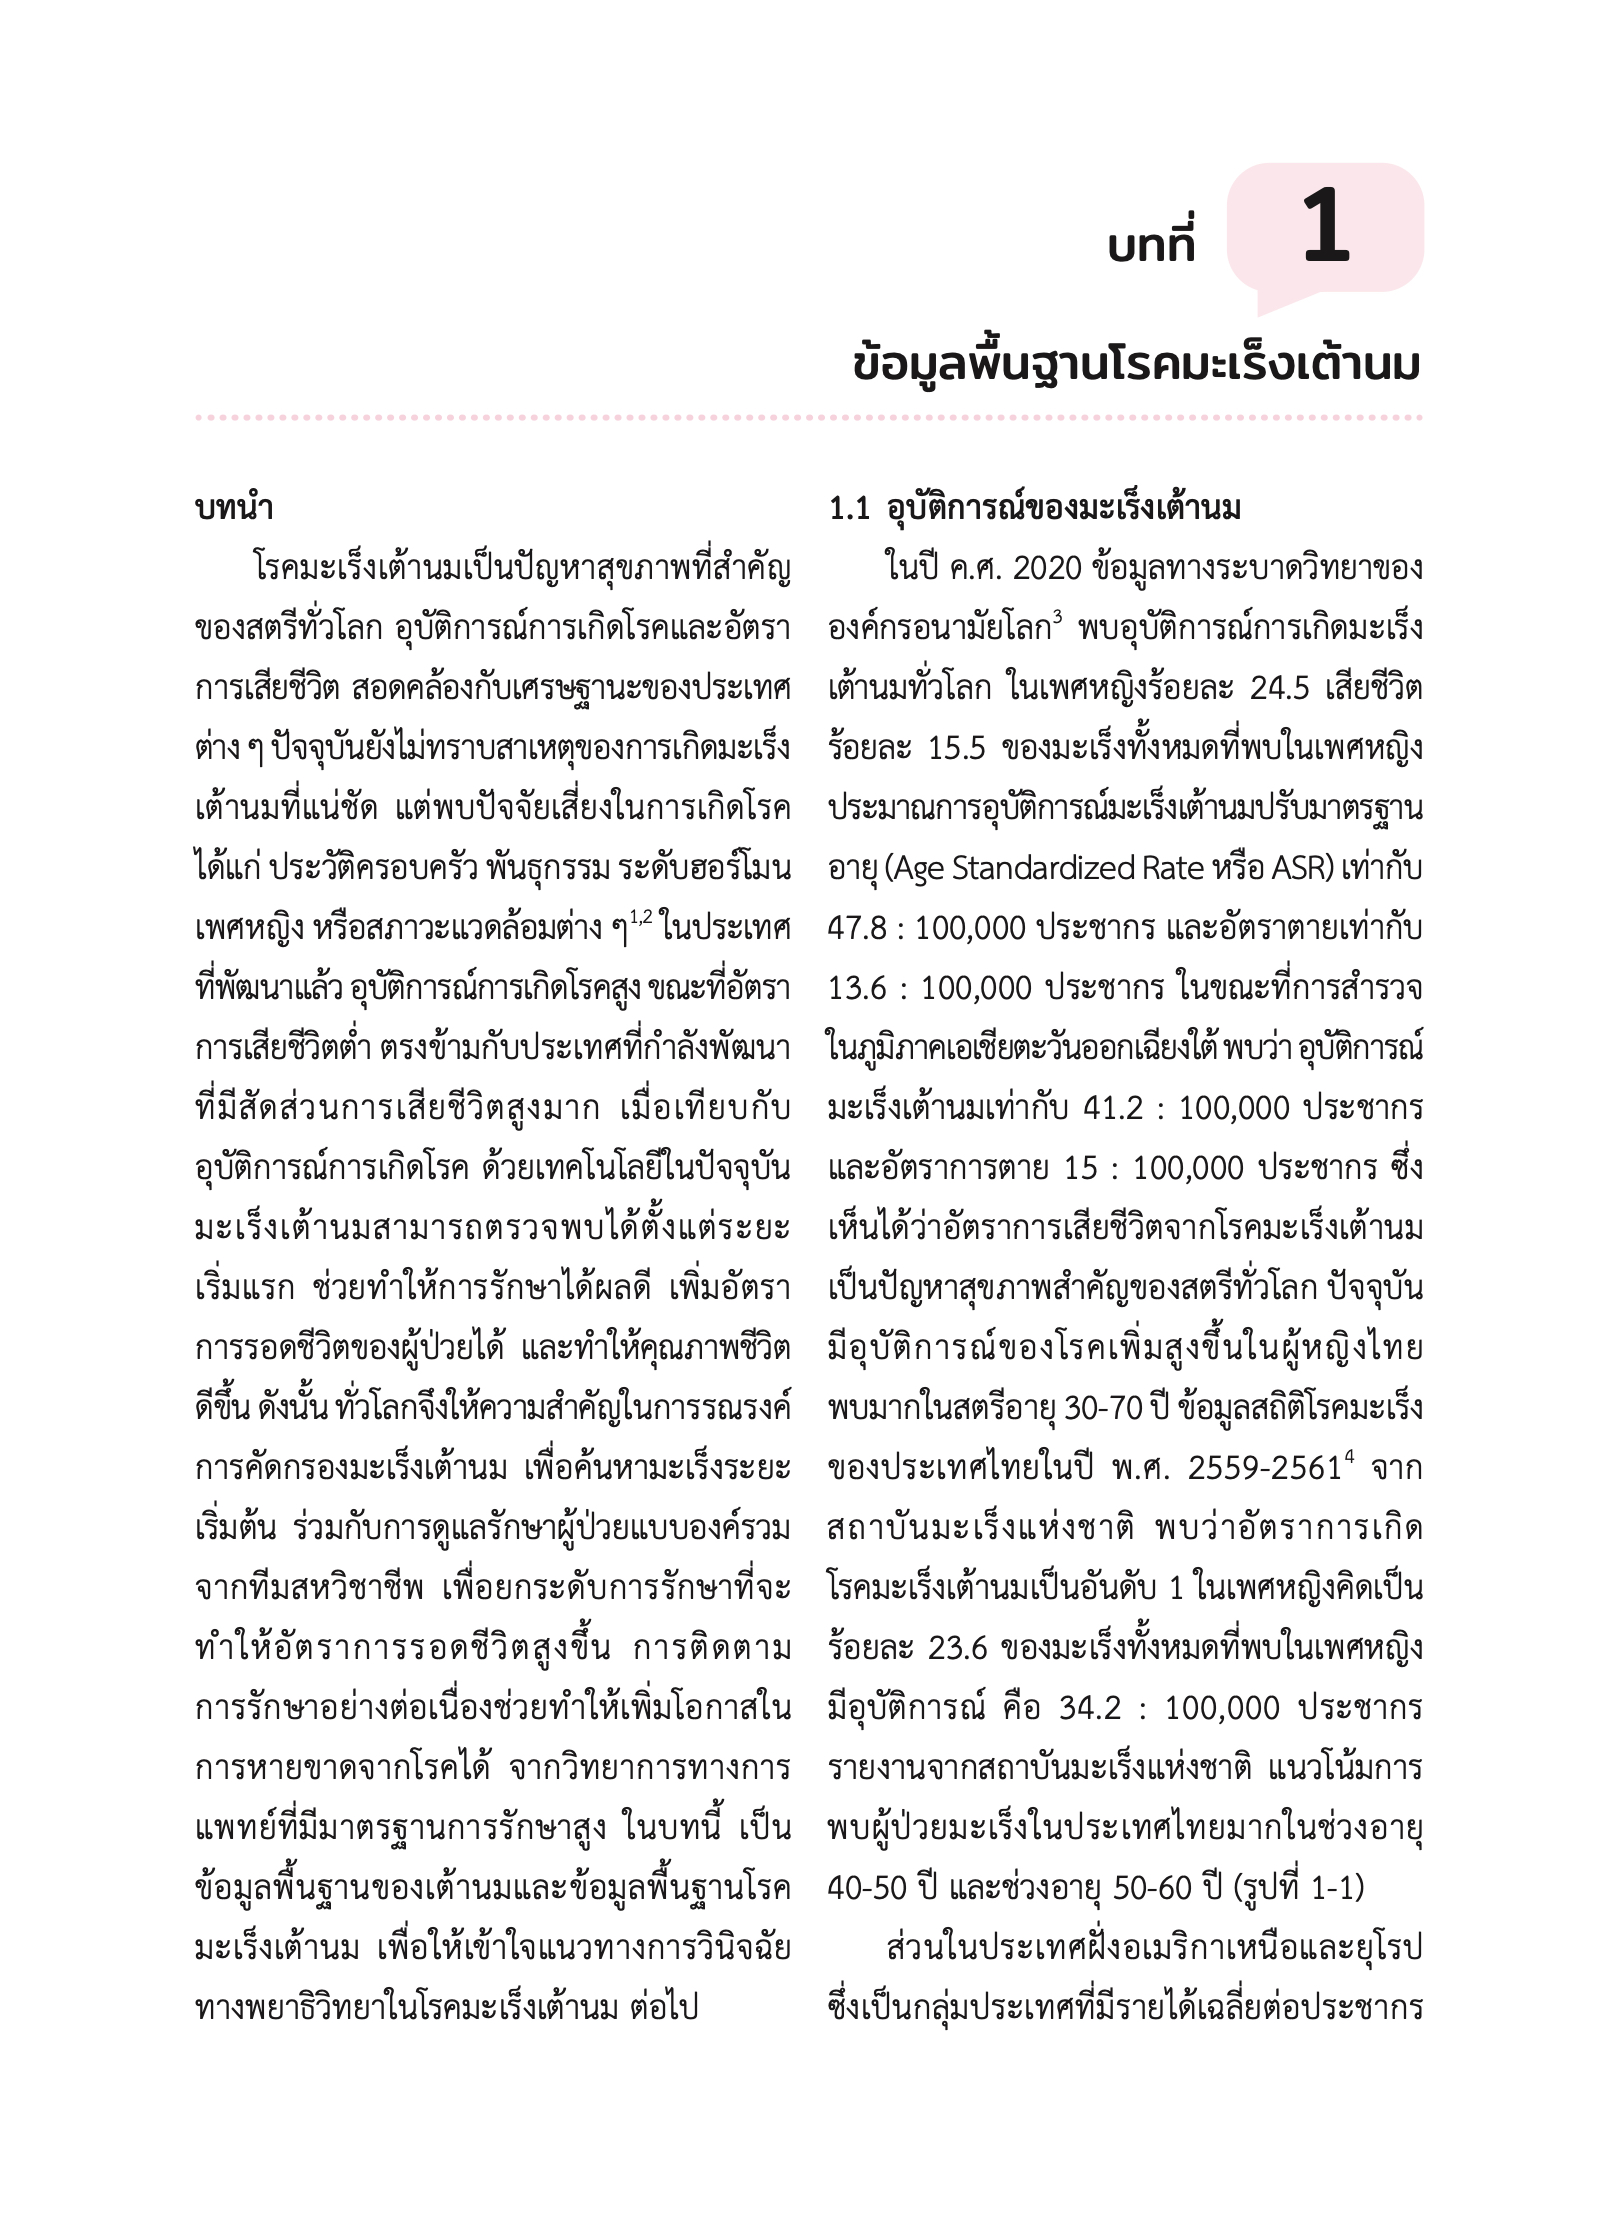 บทที่ 1
ข้อมูลพื้นฐานโรคมะเร็งเต้านม
บทนำ
โรคมะเร็งเต้านมเป็นปัญหาสุขภาพที่สำคัญ
ของสตรีทั่วโลก อุบัติการณ์การเกิดโรคและอัตรา
การเสียชีวิต สอดคล้องกับเศรษฐานะของประเทศ
ต่าง ๆ ปัจจุบันยังไม่ทราบสาเหตุของการเกิดมะเร็ง
เต้านมที่แน่ชัด แต่พบปัจจัยเสี่ยงในการเกิดโรค
ได้แก่ ประวัติครอบครัว พันธุกรรม ระดับฮอร์โมน
เพศหญิง หรือสภาวะแวดล้อมต่าง ๆ1,2 ในประเทศ
ที่พัฒนาแล้ว อุบัติการณ์การเกิดโรคสูง ขณะที่อัตรา
การเสียชีวิตต่ำ ตรงข้ามกับประเทศที่กำลังพัฒนา
ที่มีสัดส่วนการเสียชีวิตสูงมาก เมื่อเทียบกับ
อุบัติการณ์การเกิดโรค ด้วยเทคโนโลยีในปัจจุบัน
มะเร็งเต้านมสามารถตรวจพบได้ตั้งแต่ระยะ
เริ่มแรก ช่วยทำให้การรักษาได้ผลดี เพิ่มอัตรา
การรอดชีวิตของผู้ป่วยได้ และทำให้คุณภาพชีวิต
ดีขึ้น ดังนั้น ทั่วโลกจึงให้ความสำคัญในการรณรงค์
การคัดกรองมะเร็งเต้านม เพื่อค้นหามะเร็งระยะ
เริ่มต้น ร่วมกับการดูแลรักษาผู้ป่วยแบบองค์รวม
จากทีมสหวิชาชีพ เพื่อยกระดับการรักษาที่จะ
ทำให้อัตราการรอดชีวิตสูงขึ้น การติดตาม
การรักษาอย่างต่อเนื่องช่วยทำให้เพิ่มโอกาสใน
การหายขาดจากโรคได้ จากวิทยาการทางการ
แพทย์ที่มีมาตรฐานการรักษาสูง ในบทนี้ เป็น
ข้อมูลพื้นฐานของเต้านมและข้อมูลพื้นฐานโรค
มะเร็งเต้านม เพื่อให้เข้าใจแนวทางการวินิจฉัย
ทางพยาธิวิทยาในโรคมะเร็งเต้านม ต่อไป
1.1 อุบัติการณ์ของมะเร็งเต้านม
ในปี ค.ศ. 2020 ข้อมูลทางระบาดวิทยาของ
องค์กรอนามัยโลก3 พบอุบัติการณ์การเกิดมะเร็ง
เต้านมทั่วโลก ในเพศหญิงร้อยละ 24.5 เสียชีวิต
ร้อยละ 15.5 ของมะเร็งทั้งหมดที่พบในเพศหญิง
ประมาณการอุบัติการณ์มะเร็งเต้านมปรับมาตรฐาน
อายุ (Age Standardized Rate หรือ ASR) เท่ากับ
47.8 : 100,000 ประชากร และอัตราตายเท่ากับ
13.6 : 100,000 ประชากร ในขณะที่การสำรวจ
ในภูมิภาคเอเชียตะวันออกเฉียงใต้ พบว่า อุบัติการณ์
มะเร็งเต้านมเท่ากับ 41.2 : 100,000 ประชากร
และอัตราการตาย 15 : 100,000 ประชากร ซึ่ง
เห็นได้ว่าอัตราการเสียชีวิตจากโรคมะเร็งเต้านม
เป็นปัญหาสุขภาพสำคัญของสตรีทั่วโลก ปัจจุบัน
มีอุบัติการณ์ของโรคเพิ่มสูงขึ้นในผู้หญิงไทย
พบมากในสตรีอายุ 30-70 ปี ข้อมูลสถิติโรคมะเร็ง
ของประเทศไทยในปี พ.ศ. 2559-25614 จาก
สถาบันมะเร็งแห่งชาติ พบว่าอัตราการเกิด
โรคมะเร็งเต้านมเป็นอันดับ 1 ในเพศหญิงคิดเป็น
ร้อยละ 23.6 ของมะเร็งทั้งหมดที่พบในเพศหญิง
มีอุบัติการณ์ คือ 34.2 : 100,000 ประชากร
รายงานจากสถาบันมะเร็งแห่งชาติ แนวโน้มการ
พบผู้ป่วยมะเร็งในประเทศไทยมากในช่วงอายุ
40-50 ปี และช่วงอายุ 50-60 ปี (รูปที่ 1-1)
ส่วนในประเทศฝั่งอเมริกาเหนือและยุโรป
ซึ่งเป็นกลุ่มประเทศที่มีรายได้เฉลี่ยต่อประชากร